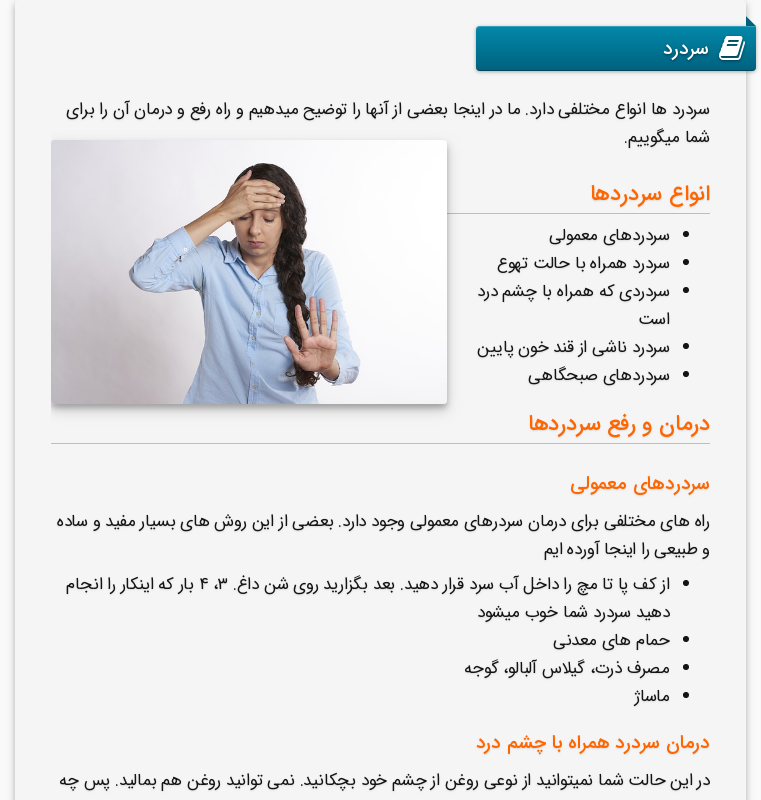 سردرد
سردرد ها انواع مختلفی دارد. ما در اینجا بعضی از آنها را توضیح میدهیم و راه رفع و درمان آن را برای
شما میگوییم.
انواع سردردها
سردردهای معمولی
سردرد همراه با حالت تهوع
سردردی که همراه با چشم درد
است
سردرد ناشی از قند خون پایین
سردردهای صبحگاهی
درمان و رفع سردردها
سردردهای معمولی
راه های مختلفی برای درمان سردرهای معمولی وجود دارد. بعضی از این روش های بسیار مفید و ساده
و طبیعی را اینجا آورده ایم
از کف پا تا مچ را داخل آب سرد قرار دهید. بعد بگزارید روی شن داغ. ۳، ۴ بار که اینکار را انجام
دهید سردرد شما خوب میشود
حمام های معدنی
مصرف ذرت، گیلاس آلبالو، گوجه
ماساژ
درمان سردرد همراه با چشم درد
در این حالت شما نمیتوانید از نوعی روغن از چشم خود بچکانید. نمی توانید روغن هم بمالید. پس چه